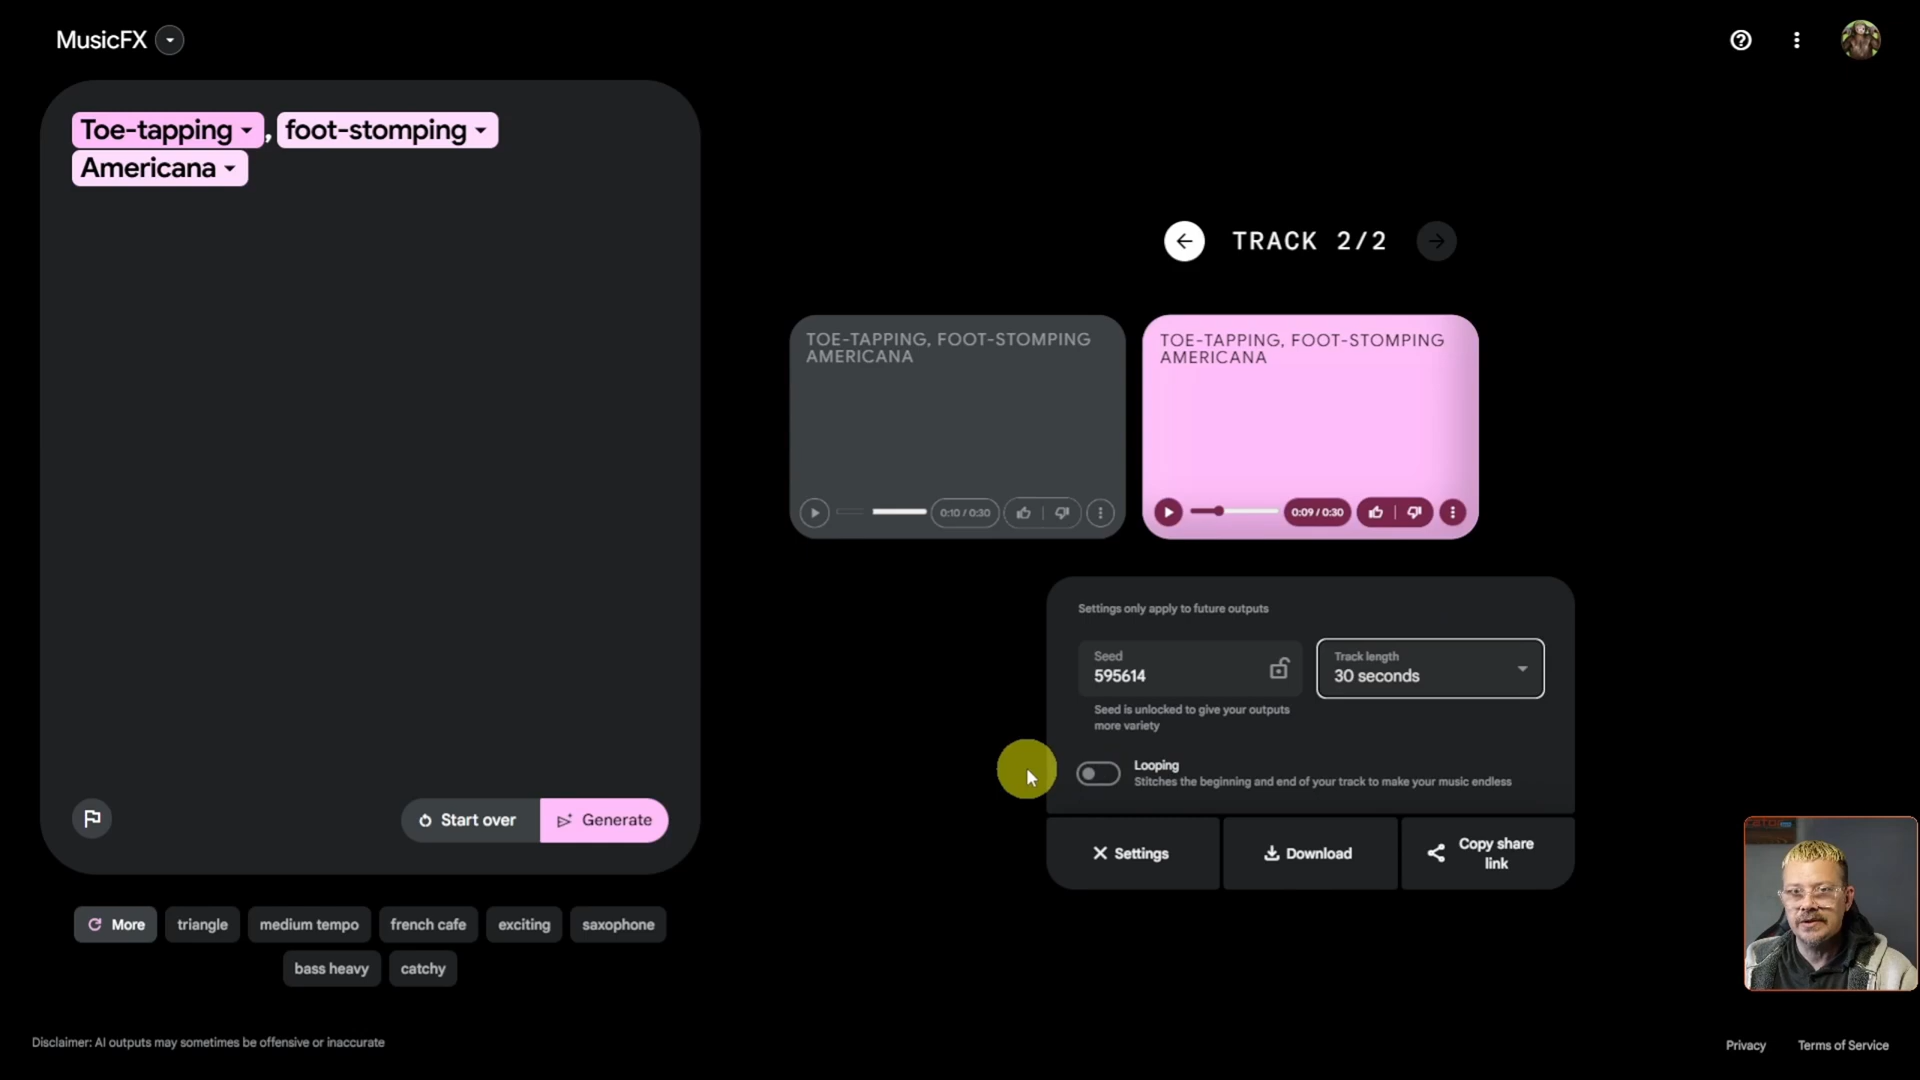 MusicFX
Toe-tapping, foot-stomping
Americana
TRACK 2/2
TOE-TAPPING, FOOT-STOMPING
AMERICANA
0:10 / 0:30
TOE-TAPPING, FOOT-STOMPING
AMERICANA
0:09 / 0:30
Settings only apply to future outputs
Seed
595614
Seed is unlocked to give your outputs
more variety
Track length
30 seconds
Looping
Stitches the beginning and end of your track to make your music endless
Settings
Download
Copy share
link
Start over
Generate
More
triangle
medium tempo
french cafe
exciting
saxophone
bass heavy
catchy
Disclaimer: AI outputs may sometimes be offensive or inaccurate
Privacy
Terms of Service